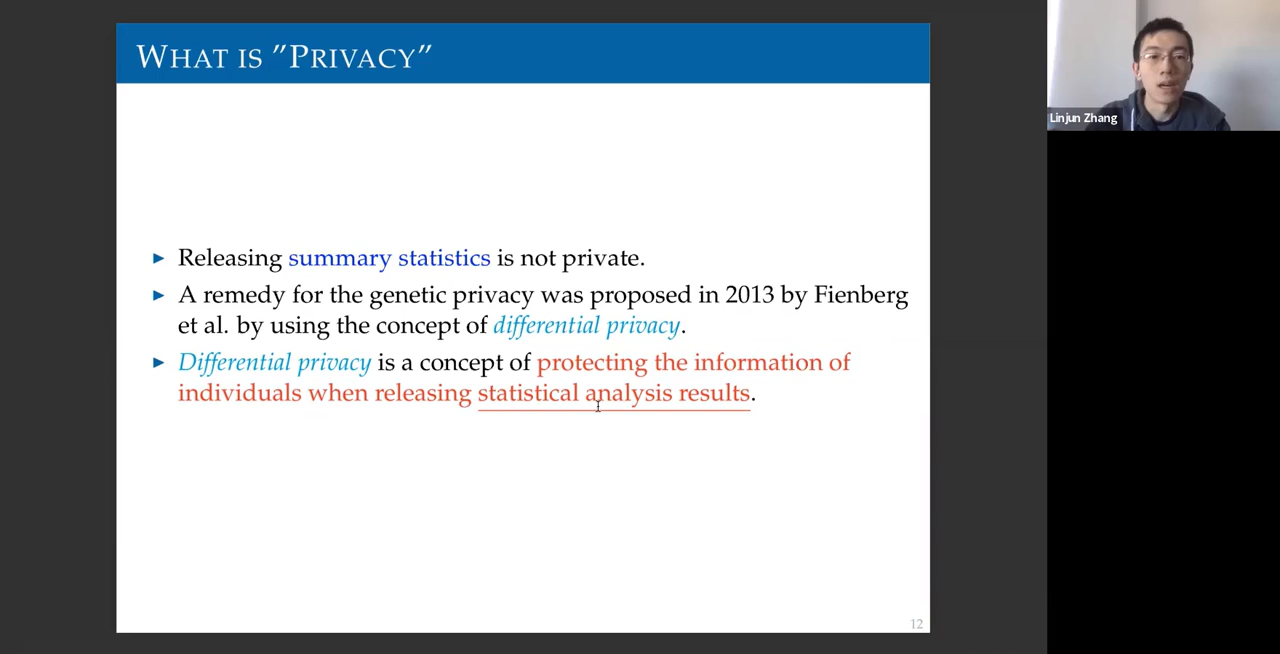 WHAT IS "PRIVACY"
Linjun Zhang
▶ Releasing summary statistics is not private.
▶ A remedy for the genetic privacy was proposed in 2013 by Fienberg
et al. by using the concept of differential privacy.
▶ Differential privacy is a concept of protecting the information of
individuals when releasing statistical analysis results.
12